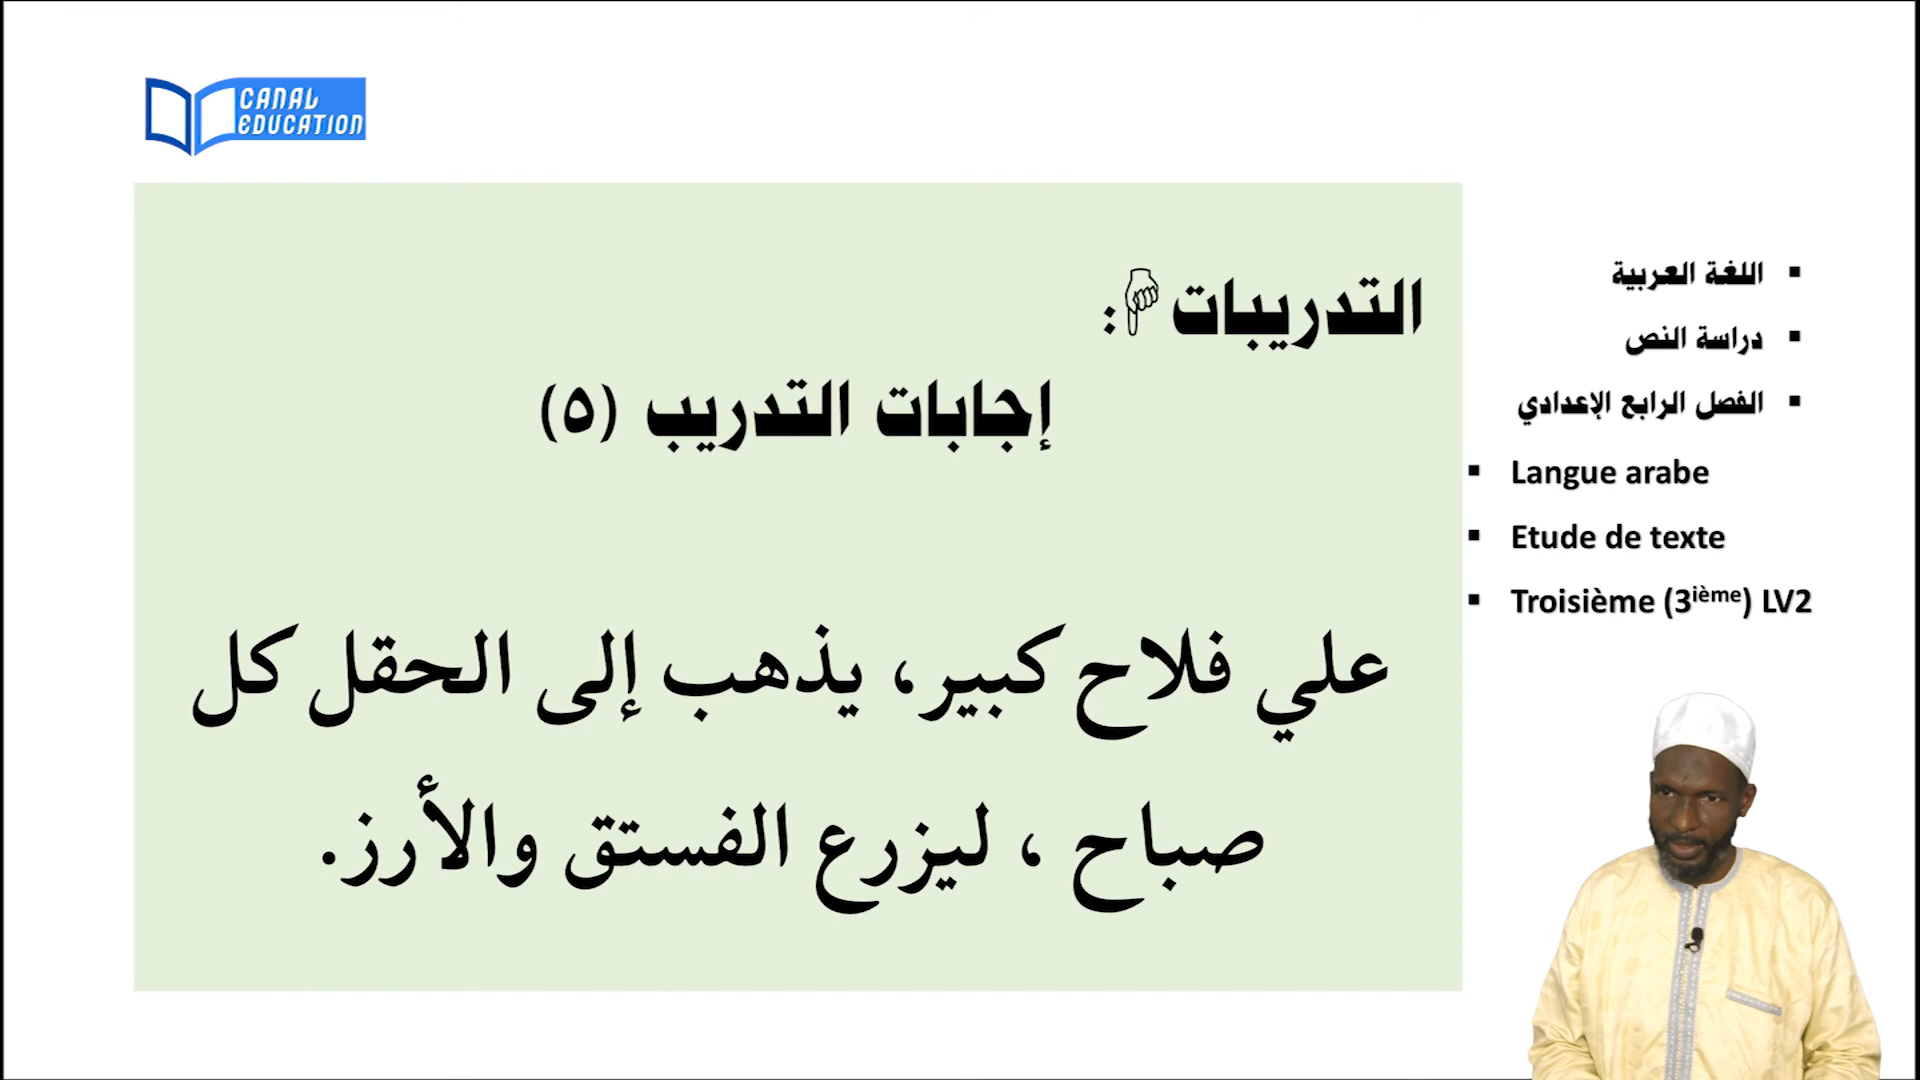 CANAL
EDUCATION
التدريبات☟:
إجابات التدريب (٥)
علي فلاح كبير، يذهب إلى الحقل كل
صباح ، ليزرع الفستق والأرز.
▪ اللغة العربية
▪ دراسة النص
▪ الفصل الرابع الإعدادي
▪ Langue arabe
▪ Etude de texte
▪ Troisième (3ième) LV2